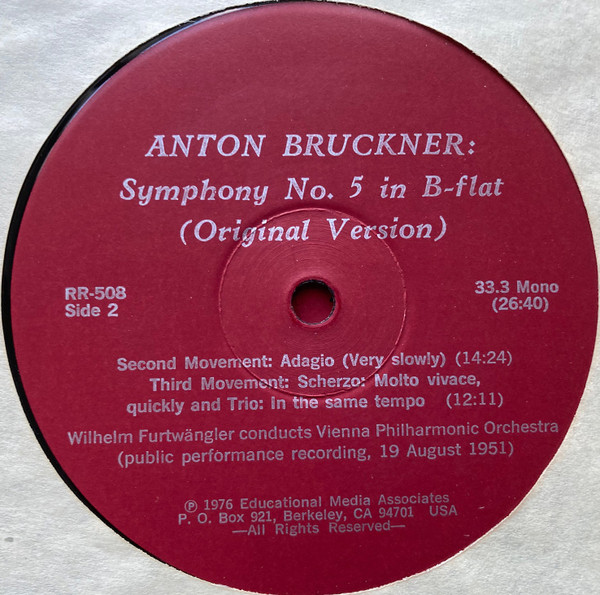 ANTON BRUCKNER:
Symphony No. 5 in B-flat
(Original Version)
RR-508
Side 2
33.3 Mono
(26:40)
Second Movement: Adagio (Very slowly) (14:24)
Third Movement: Scherzo: Molto vivace,
quickly and Trio: In the same tempo (12:11)
Wilhelm Furtwängler conducts Vienna Philharmonic Orchestra
(public performance recording, 19 August 1951)
℗ 1976 Educational Media Associates
P. O. Box 921, Berkeley, CA 94701 USA
—All Rights Reserved—